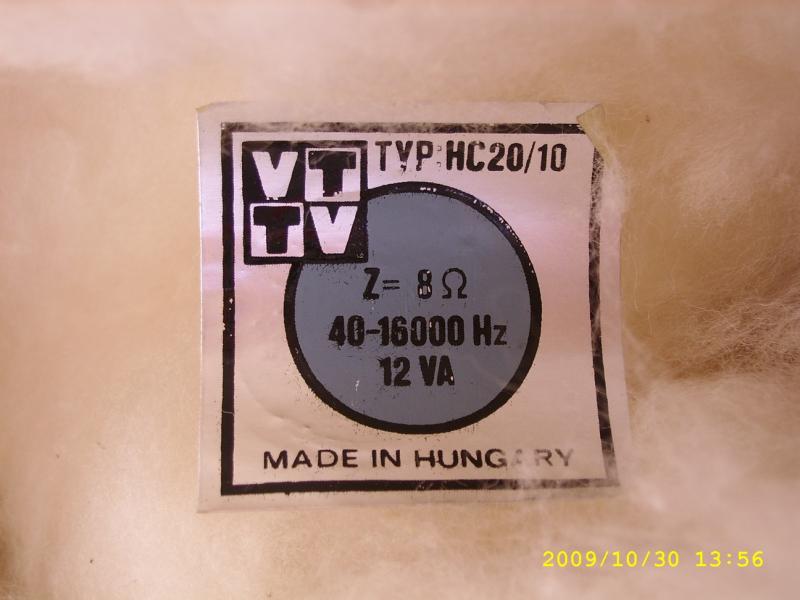 VT
TV
TYP:HC20/10
Z= 8 Ω
40-16000 Hz
12 VA
MADE IN HUNGARY
2009/10/30 13:56